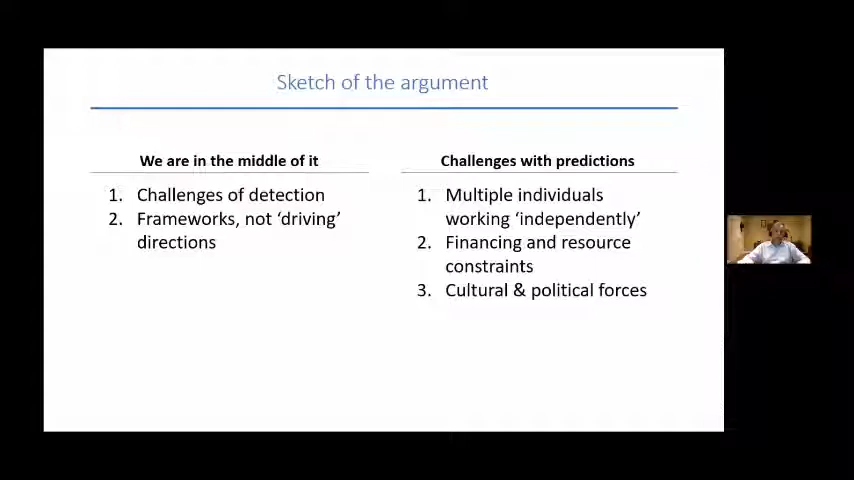 Sketch of the argument
We are in the middle of it
1. Challenges of detection
2. Frameworks, not ‘driving’
directions
Challenges with predictions
1. Multiple individuals
working ‘independently’
2. Financing and resource
constraints
3. Cultural & political forces